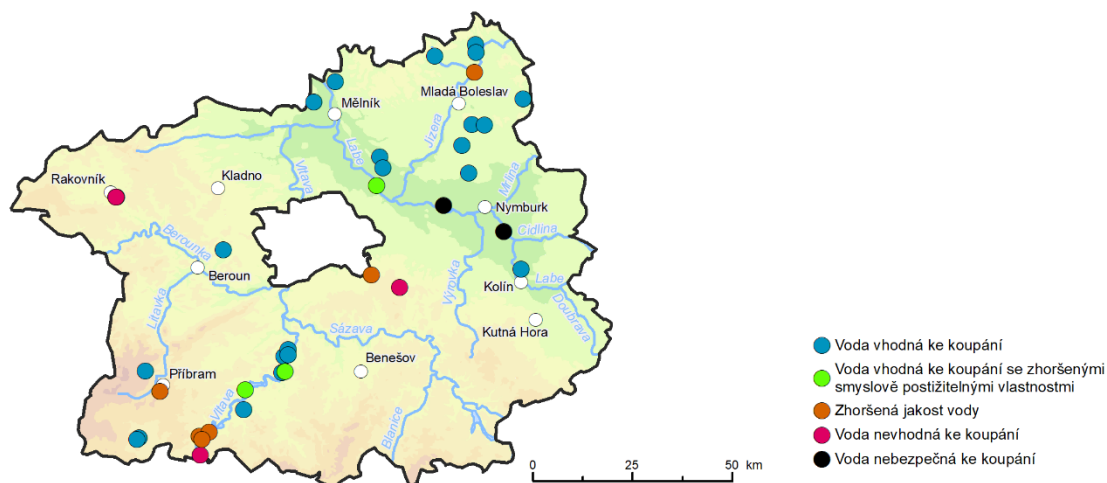 Mělník
Mladá Boleslav
Jizera
Labe
Vltava
Mrlina
Rakovník
Kladno
Nymburk
Cidlina
Berounka
Beroun
Výrovka
Labe
Kolín
Doubrava
Litavka
Sázava
Kutná Hora
Benešov
Příbram
Vltava
Blanice
Voda vhodná ke koupání
Voda vhodná ke koupání se zhoršenými
smyslově postižitelnými vlastnostmi
Zhoršená jakost vody
Voda nevhodná ke koupání
Voda nebezpečná ke koupání
0 25 50 km